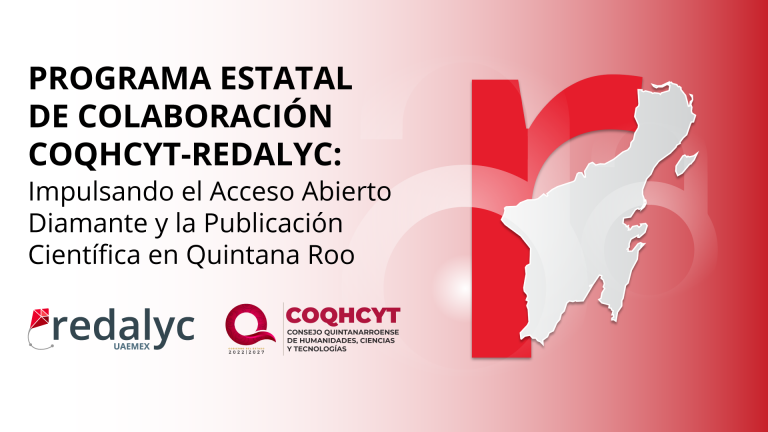 PROGRAMA ESTATAL
DE COLABORACIÓN
COQHCYT-REDALYC:
Impulsando el Acceso Abierto
Diamante y la Publicación
Científica en Quintana Roo
redalyc
UAEMEX
COQHCYT
CONSEJO QUINTANARROENSE
DE HUMANIDADES, CIENCIAS
Y TECNOLOGÍAS
2022|2027